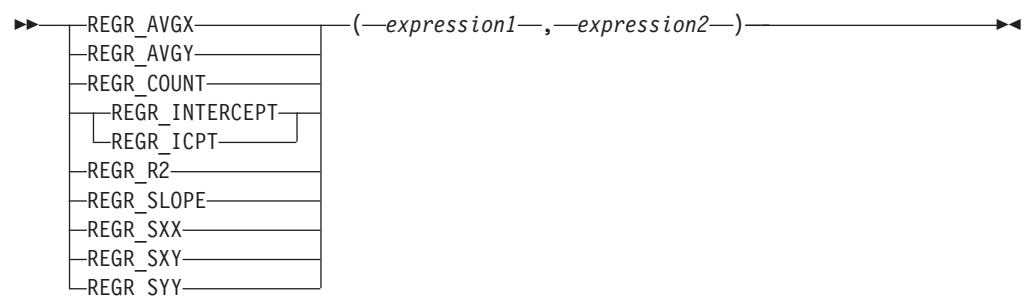 REGR_AVGX (expression1, expression2)
REGR_AVGY
REGR_COUNT
REGR_INTERCEPT
REGR_ICPT
REGR_R2
REGR_SLOPE
REGR_SXX
REGR_SXY
REGR_SYY